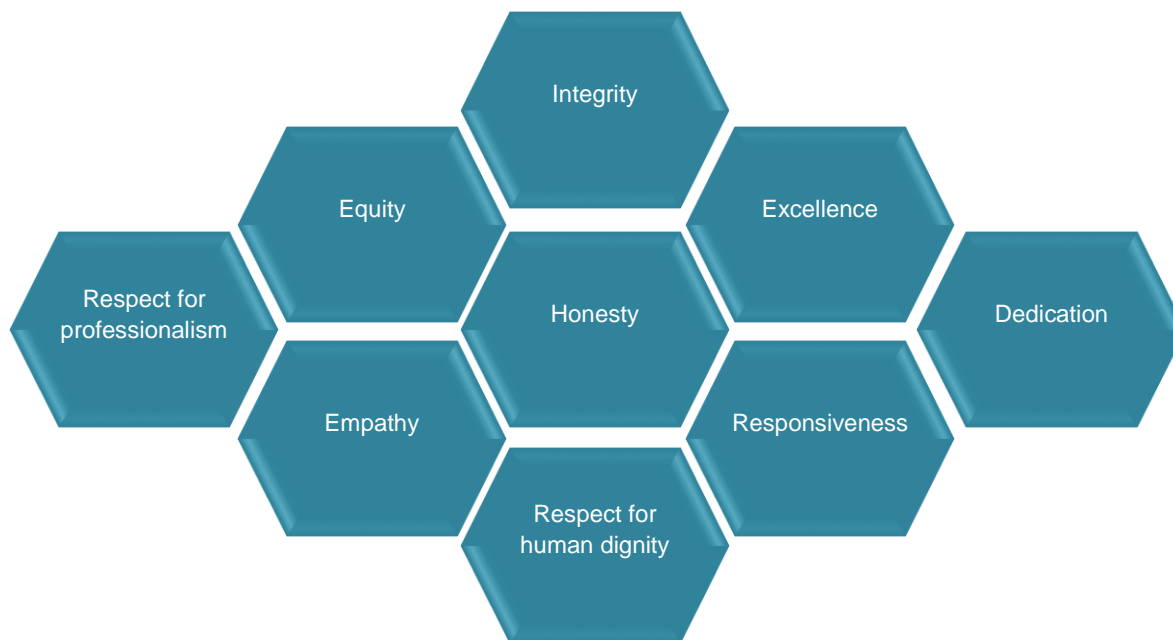 Integrity
Equity
Excellence
Respect for
professionalism
Honesty
Dedication
Empathy
Responsiveness
Respect for
human dignity